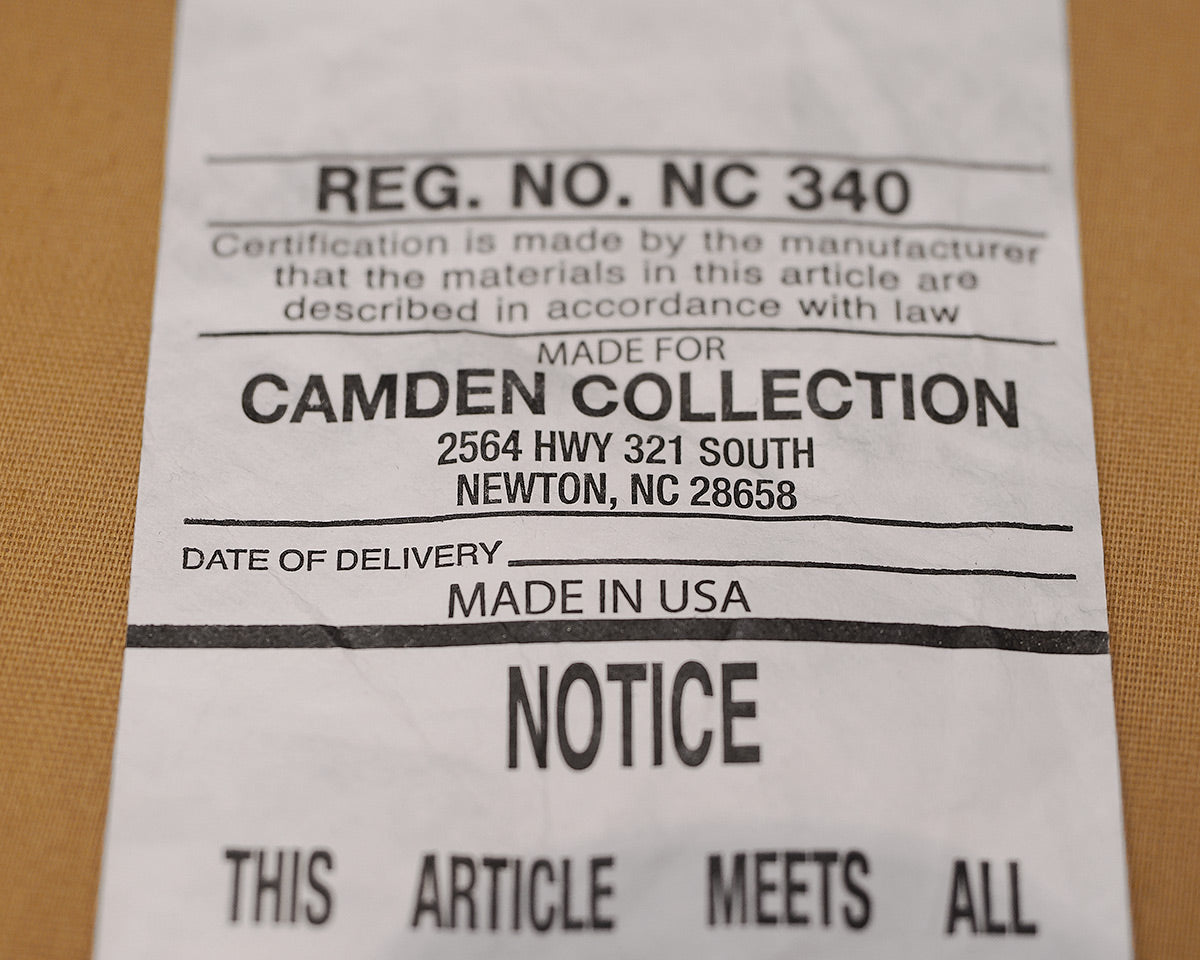 REG. NO. NC 340
Certification is made by the manufacturer
that the materials in this article are
described in accordance with law
MADE FOR
CAMDEN COLLECTION
2564 HWY 321 SOUTH
NEWTON, NC 28658
DATE OF DELIVERY
MADE IN USA
NOTICE
THIS ARTICLE MEETS ALL